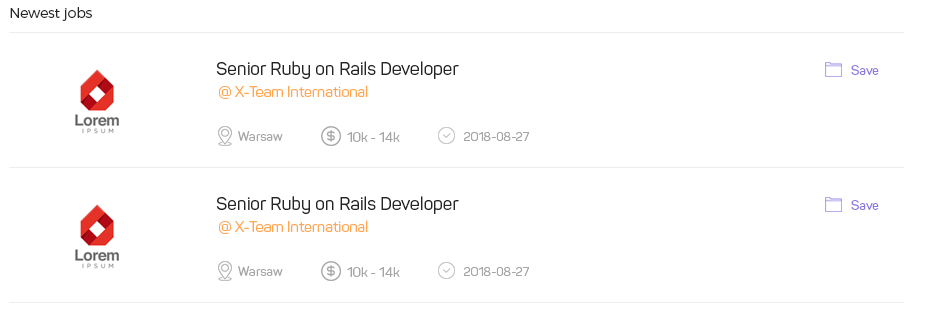 Newest jobs
Senior Ruby on Rails Developer
Save
@ X-Team International
Lorem
IPSUM
Warsaw
10k - 14k
2018-08-27
Senior Ruby on Rails Developer
Save
@ X-Team International
Lorem
IPSUM
Warsaw
10k - 14k
2018-08-27